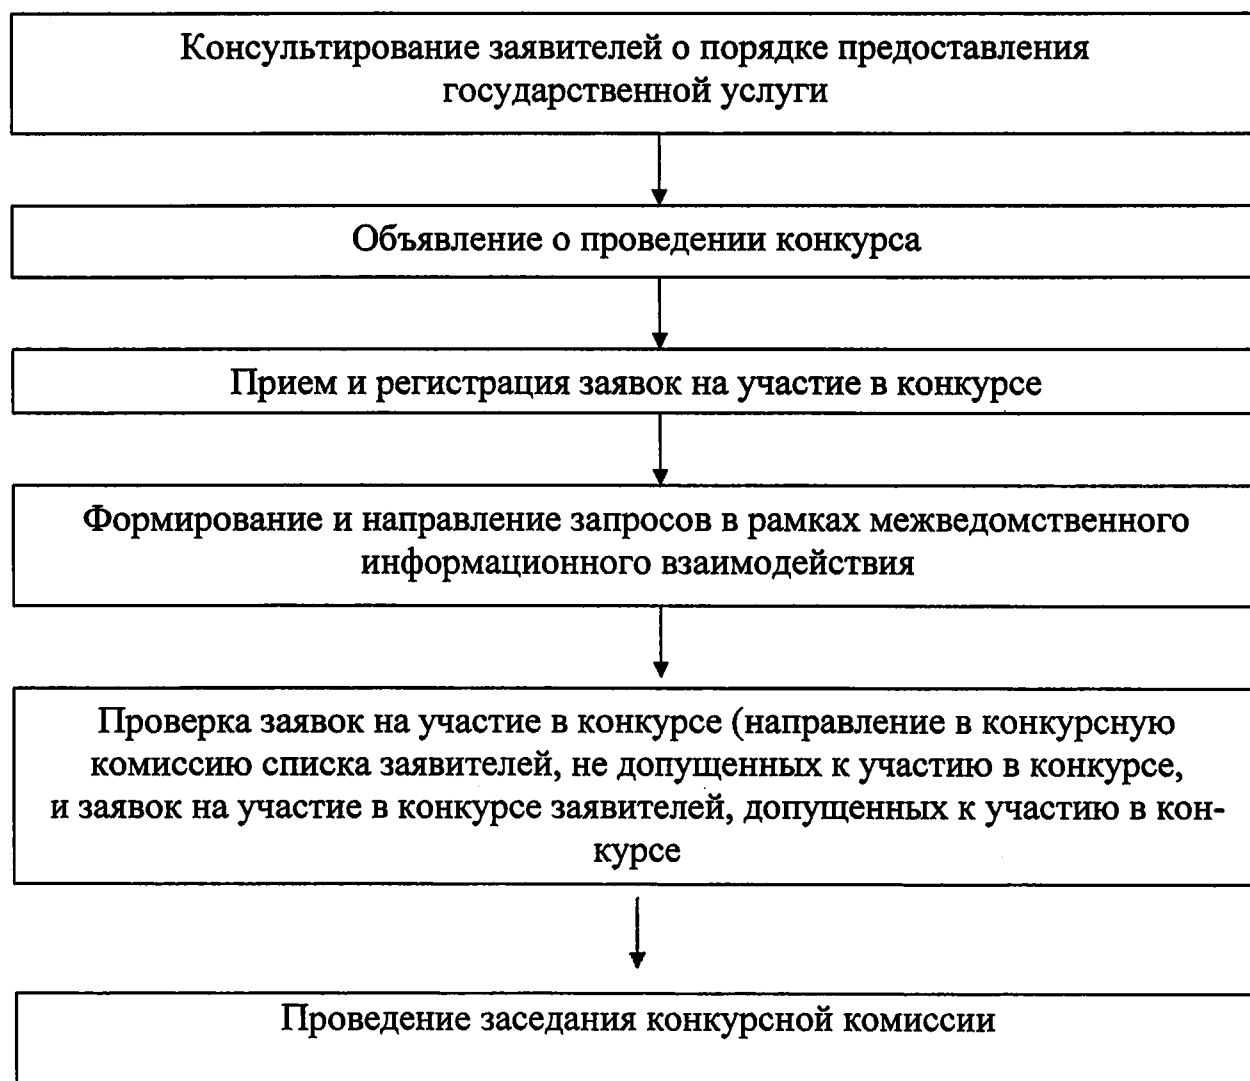 Консультирование заявителей о порядке предоставления
государственной услуги
Объявление о проведении конкурса
Прием и регистрация заявок на участие в конкурсе
Формирование и направление запросов в рамках межведомственного
информационного взаимодействия
Проверка заявок на участие в конкурсе (направление в конкурсную
комиссию списка заявителей, не допущенных к участию в конкурсе,
и заявок на участие в конкурсе заявителей, допущенных к участию в кон-
курсе
Проведение заседания конкурсной комиссии